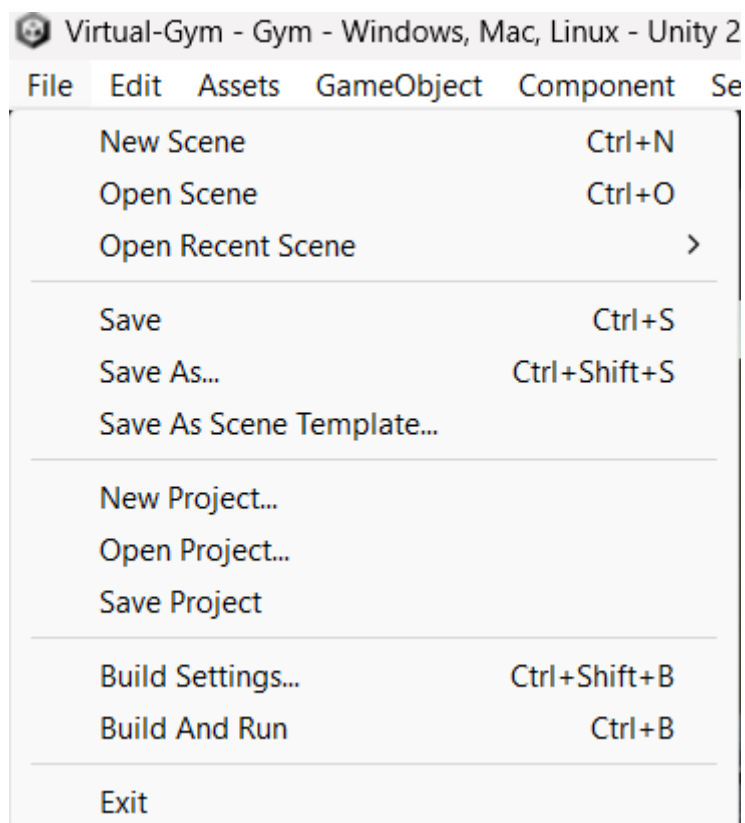 Virtual-Gym - Gym - Windows, Mac, Linux - Unity 2
File Edit Assets GameObject Component Se
New Scene Ctrl+N
Open Scene Ctrl+O
Open Recent Scene >
Save Ctrl+S
Save As... Ctrl+Shift+S
Save As Scene Template...
New Project...
Open Project...
Save Project
Build Settings... Ctrl+Shift+B
Build And Run Ctrl+B
Exit